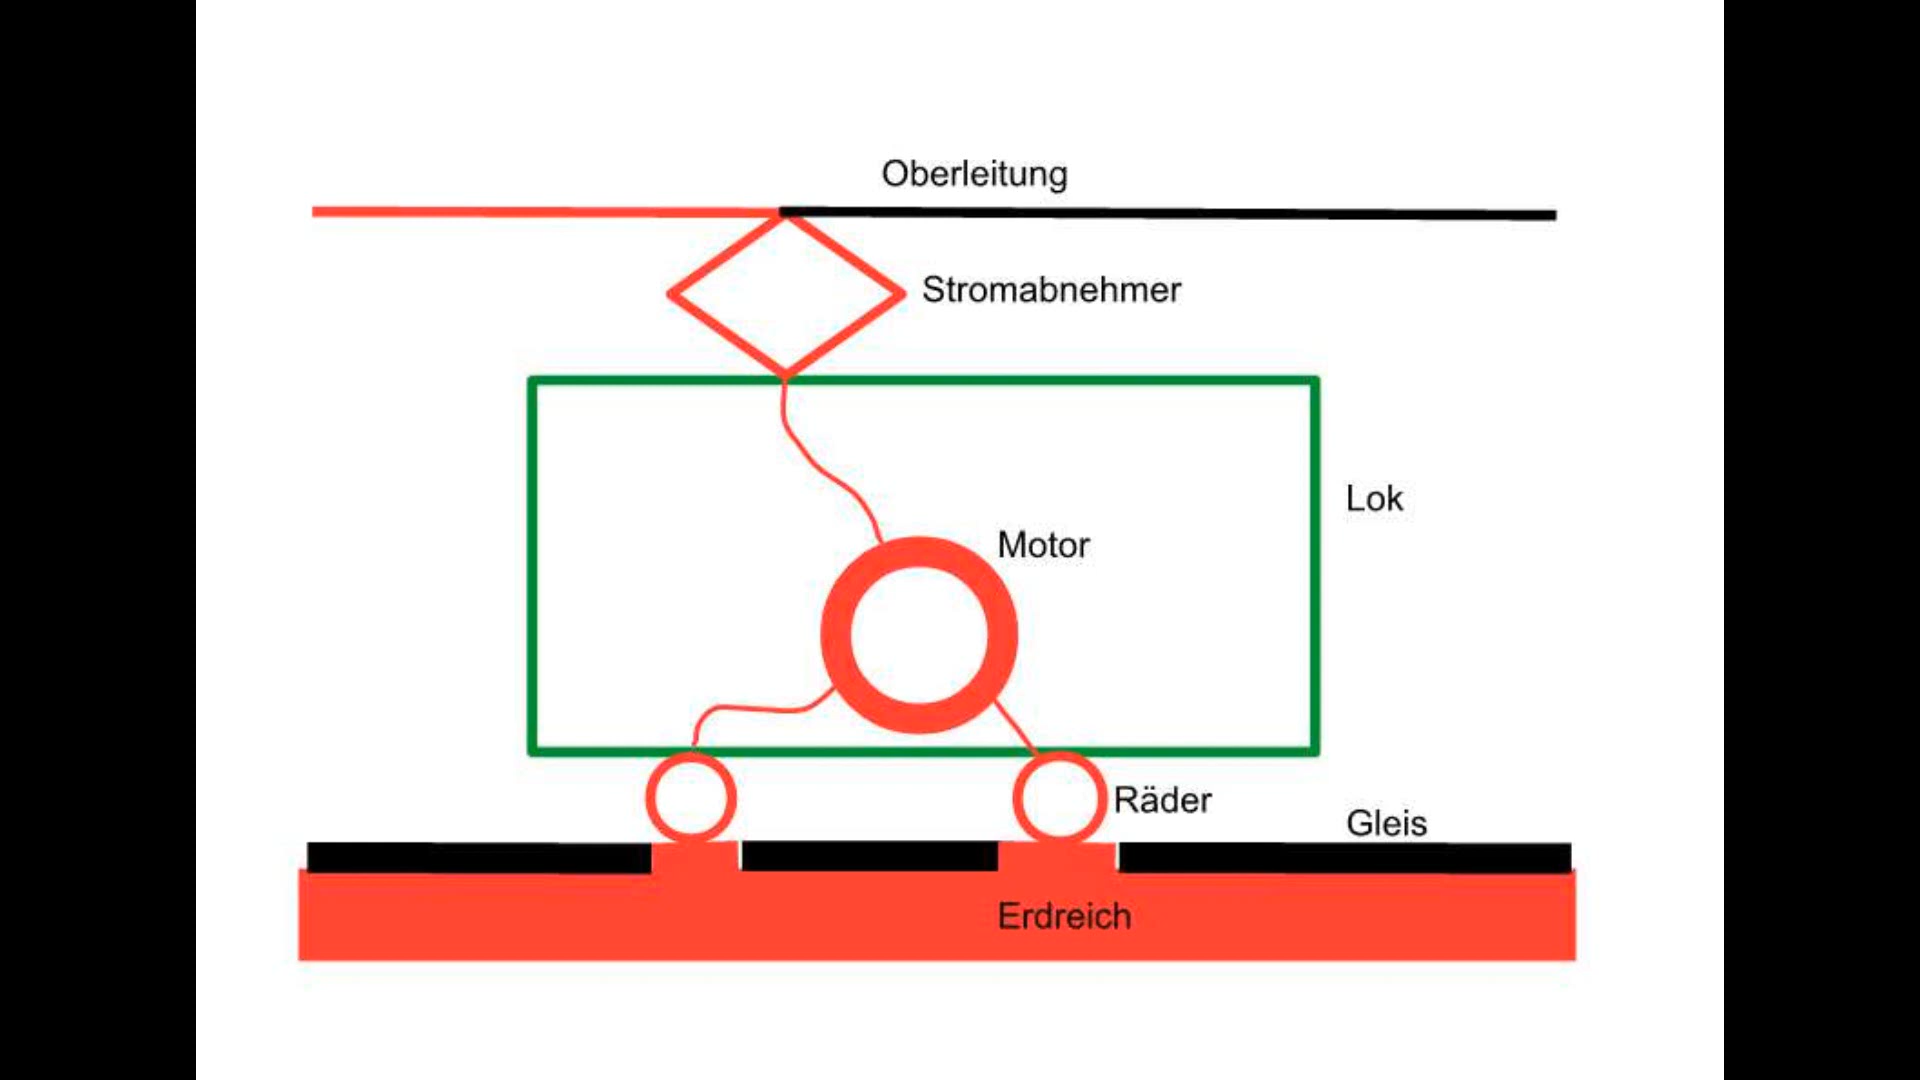 Oberleitung
Stromabnehmer
Lok
Motor
Räder
Gleis
Erdreich